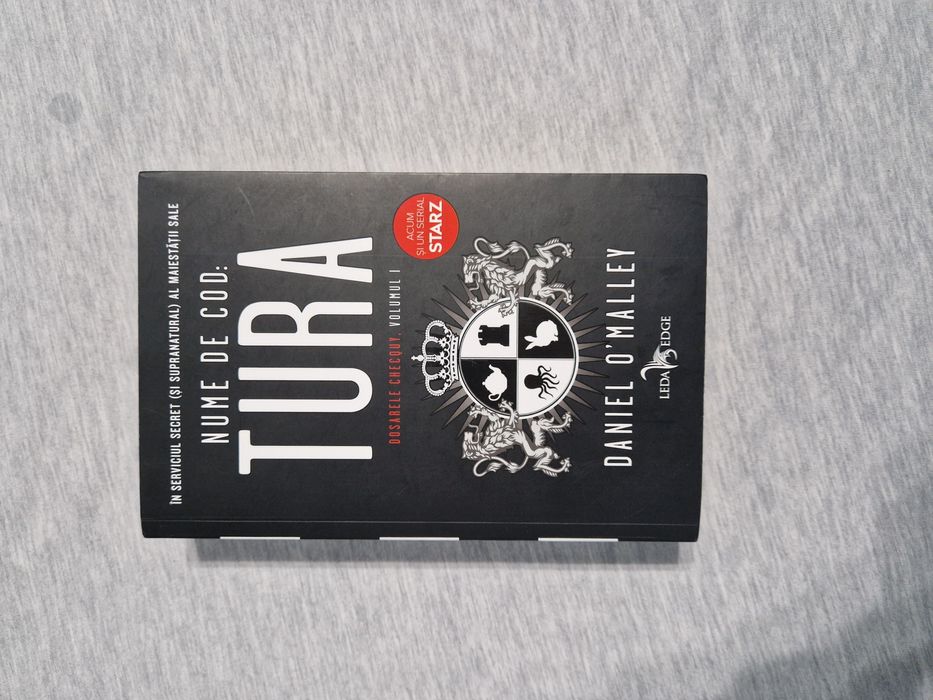 ÎN SERVICIUL SECRET (ȘI SUPRANATURAL) AL MAIESTĂȚII SALE
NUME DE COD:
TURA
DOSARELE CHECQUY, VOLUMUL I
ACUM
ȘI UN SERIAL
STARZ
DANIEL O'MALLEY
LEDA EDGE